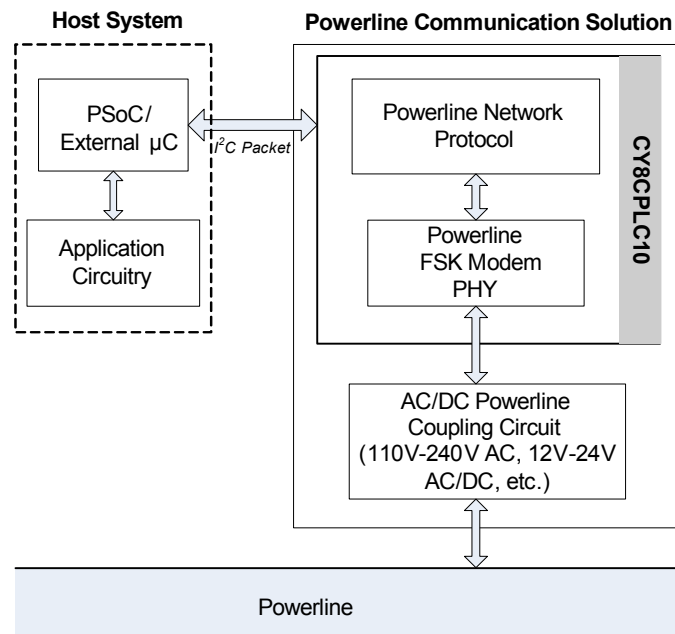 Host System
Powerline Communication Solution
PSoC/
External µC
I²C Packet
Application
Circuitry
Powerline Network
Protocol
Powerline
FSK Modem
PHY
CY8CPLC10
AC/DC Powerline
Coupling Circuit
(110V-240V AC, 12V-24V
AC/DC, etc.)
Powerline